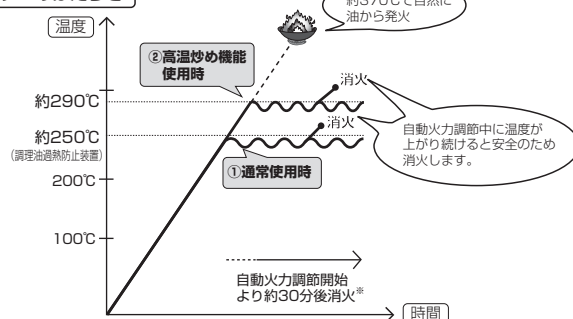 約370℃で自然に
油から発火
温度
②高温炒め機能
使用時
消火
約290℃
消火
約250℃
(調理油過熱防止装置)
自動火力調節中に温度が
上がり続けると安全のため
消火します。
①通常使用時
200℃
100℃
自動火力調節開始
より約30分後消火※
時間